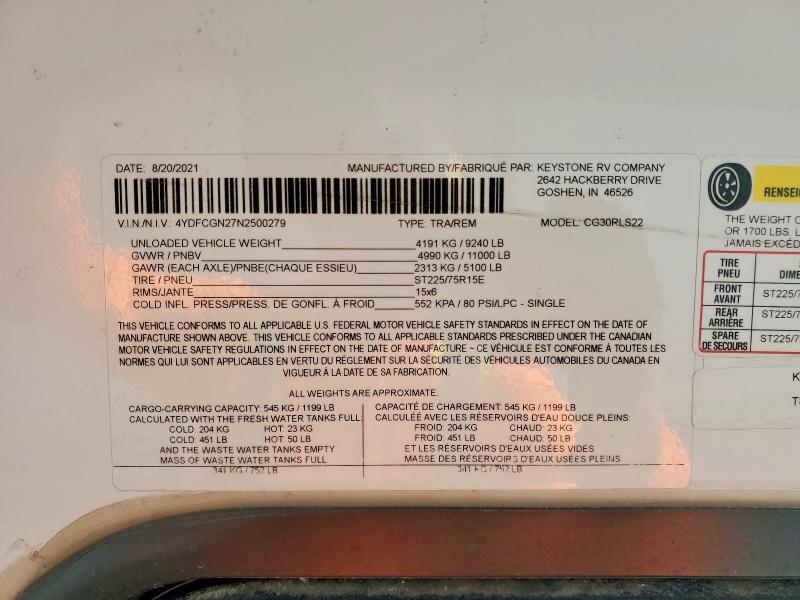 DATE: 8/20/2021 MANUFACTURED BY/FABRIQUÉ PAR: KEYSTONE RV COMPANY
2642 HACKBERRY DRIVE
GOSHEN, IN 46526
V.I.N./N.I.V.: 4YDFCGN27N2500279 TYPE: TRA/REM MODEL: CG30RLS22
UNLOADED VEHICLE WEIGHT 4191 KG / 9240 LB
GVWR / PNBV 4990 KG / 11000 LB
GAWR (EACH AXLE)/PNBE(CHAQUE ESSIEU) 2313 KG / 5100 LB
TIRE / PNEU ST225/75R15E
RIMS/JANTE 15x6
COLD INFL. PRESS/PRESS. DE GONFL. À FROID 552 KPA / 80 PSI/LPC - SINGLE
THIS VEHICLE CONFORMS TO ALL APPLICABLE U.S. FEDERAL MOTOR VEHICLE SAFETY STANDARDS IN EFFECT ON THE DATE OF
MANUFACTURE SHOWN ABOVE. THIS VEHICLE CONFORMS TO ALL APPLICABLE STANDARDS PRESCRIBED UNDER THE CANADIAN
MOTOR VEHICLE SAFETY REGULATIONS IN EFFECT ON THE DATE OF MANUFACTURE ~ CE VÉHICULE EST CONFORME À TOUTES LES
NORMES QUI LUI SONT APPLICABLES EN VERTU DU RÉGLEMENT SUR LA SÉCURITÉ DES VÉHICULES AUTOMOBILES DU CANADA EN
VIGUEUR À LA DATE DE SA FABRICATION.
ALL WEIGHTS ARE APPROXIMATE.
CARGO-CARRYING CAPACITY: 545 KG / 1199 LB
CALCULATED WITH THE FRESH WATER TANKS FULL:
COLD: 204 KG HOT: 23 KG
COLD: 451 LB HOT: 50 LB
AND THE WASTE WATER TANKS EMPTY
MASS OF WASTE WATER TANKS FULL
341 KG / 752 LB
CAPACITÉ DE CHARGEMENT: 545 KG / 1199 LB
CALCULÉE AVEC LES RÉSERVOIRS D'EAU DOUCE PLEINS:
FROID: 204 KG CHAUD: 23 KG
FROID: 451 LB CHAUD: 50 LB
ET LES RÉSERVOIRS D'EAUX USÉES VIDES
MASSE DES RÉSERVOIRS D'EAUX USÉES PLEINS.
341 KG / 752 LB
RENSEI
THE WEIGHT O
OR 1700 LBS. L
JAMAIS EXCÉD
TIRE
PNEU DIME
FRONT
AVANT ST225/7
REAR
ARRIÈRE ST225/7
SPARE
DE SECOURS ST225/7
K